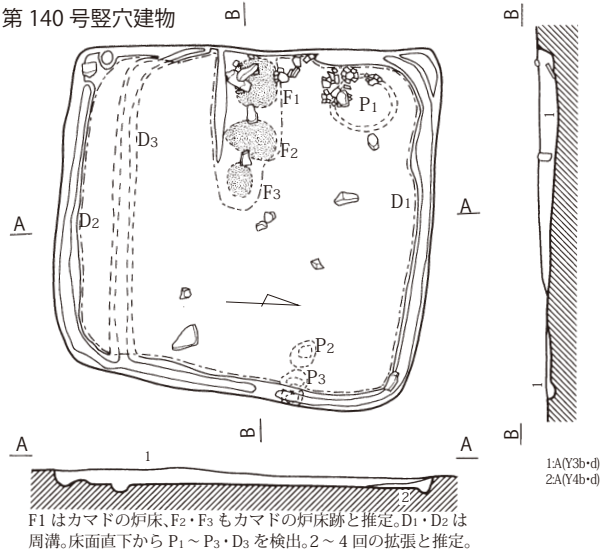 第 140 号竪穴建物
B
B
F1
P1
F2
D3
F3
D1
D2
A
A
1
P2
P3
B
B
A
1
A
1
2
1:A(Y3b•d)
2:A(Y4b•d)
F1 はカマドの炉床、F2・F3 もカマドの炉床跡と推定。D1・D2 は
周溝。床面直下から P1～P3・D3 を検出。2～4 回の拡張と推定。